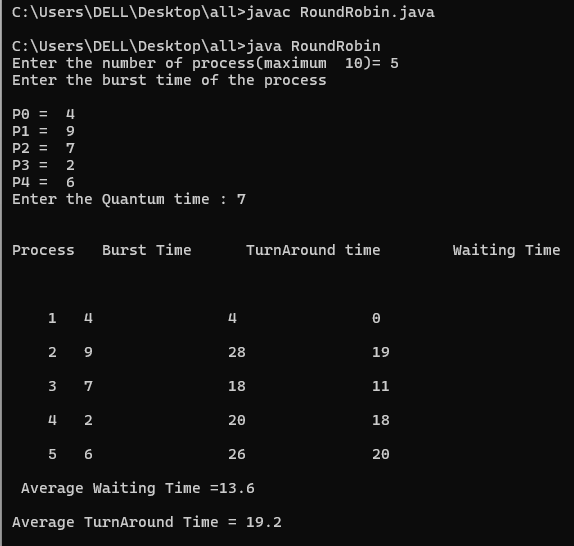 C:\Users\DELL\Desktop\all>javac RoundRobin.java
C:\Users\DELL\Desktop\all>java RoundRobin
Enter the number of process(maximum  10)= 5
Enter the burst time of the process
P0 =  4
P1 =  9
P2 =  7
P3 =  2
P4 =  6
Enter the Quantum time : 7
Process   Burst Time      TurnAround time        Waiting Time
1   4               4               0
2   9               28              19
3   7               18              11
4   2               20              18
5   6               26              20
Average Waiting Time =13.6
Average TurnAround Time = 19.2